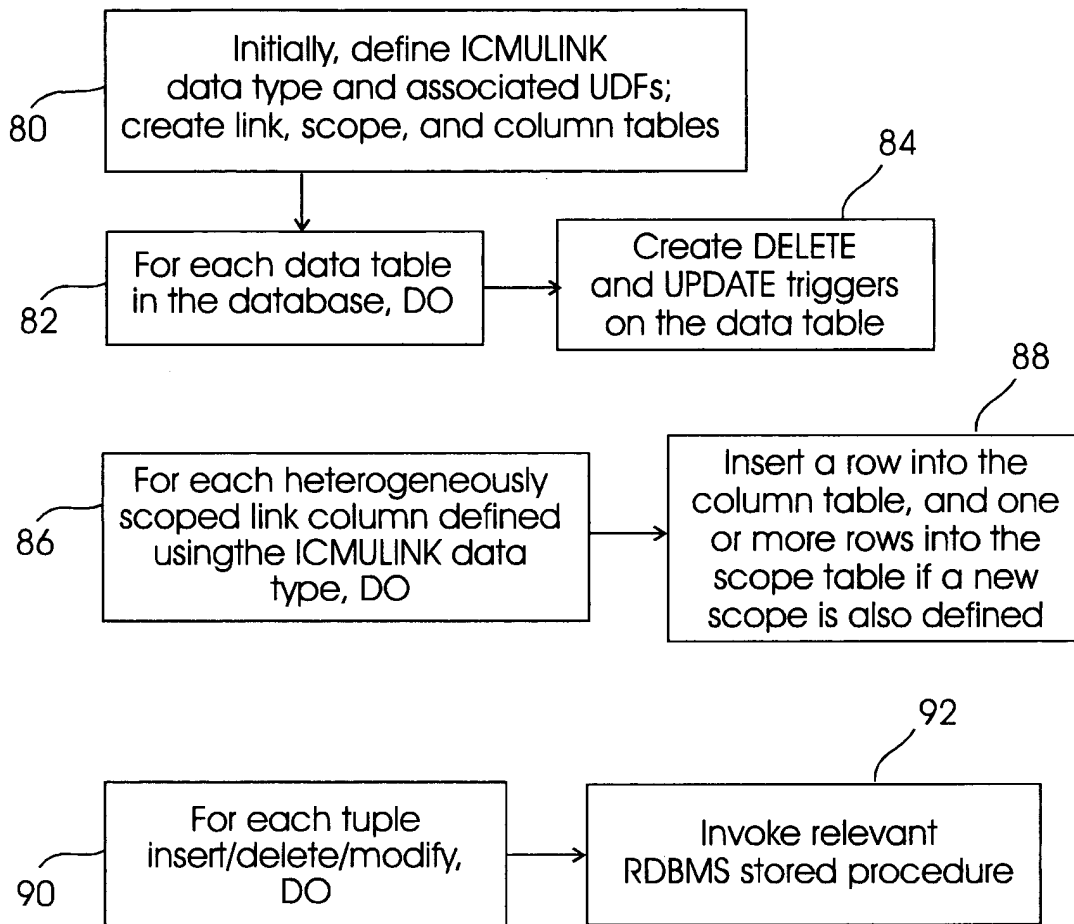 Initially, define ICMULINK
data type and associated UDFs;
create link, scope, and column tables
80
84
For each data table
in the database, DO
82
Create DELETE
and UPDATE triggers
on the data table
88
For each heterogeneously
scoped link column defined
usingthe ICMULINK data
type, DO
86
Insert a row into the
column table, and one
or more rows into the
scope table if a new
scope is also defined
92
For each tuple
insert/delete/modify,
DO
90
Invoke relevant
RDBMS stored procedure